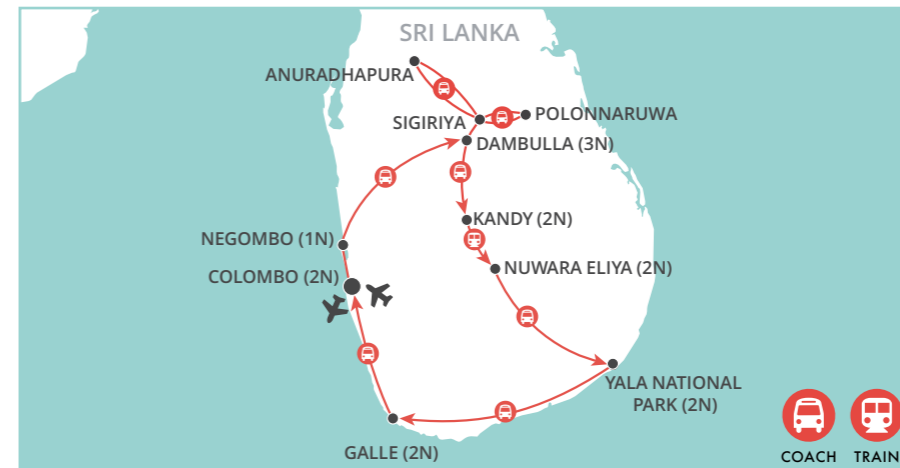 SRI LANKA
ANURADHAPURA
SIGIRIYA
POLONNARUWA
DAMBULLA (3N)
KANDY (2N)
NEGOMBO (1N)
COLOMBO (2N)
NUWARA ELIYA (2N)
YALA NATIONAL
PARK (2N)
GALLE (2N)
COACH
TRAIN